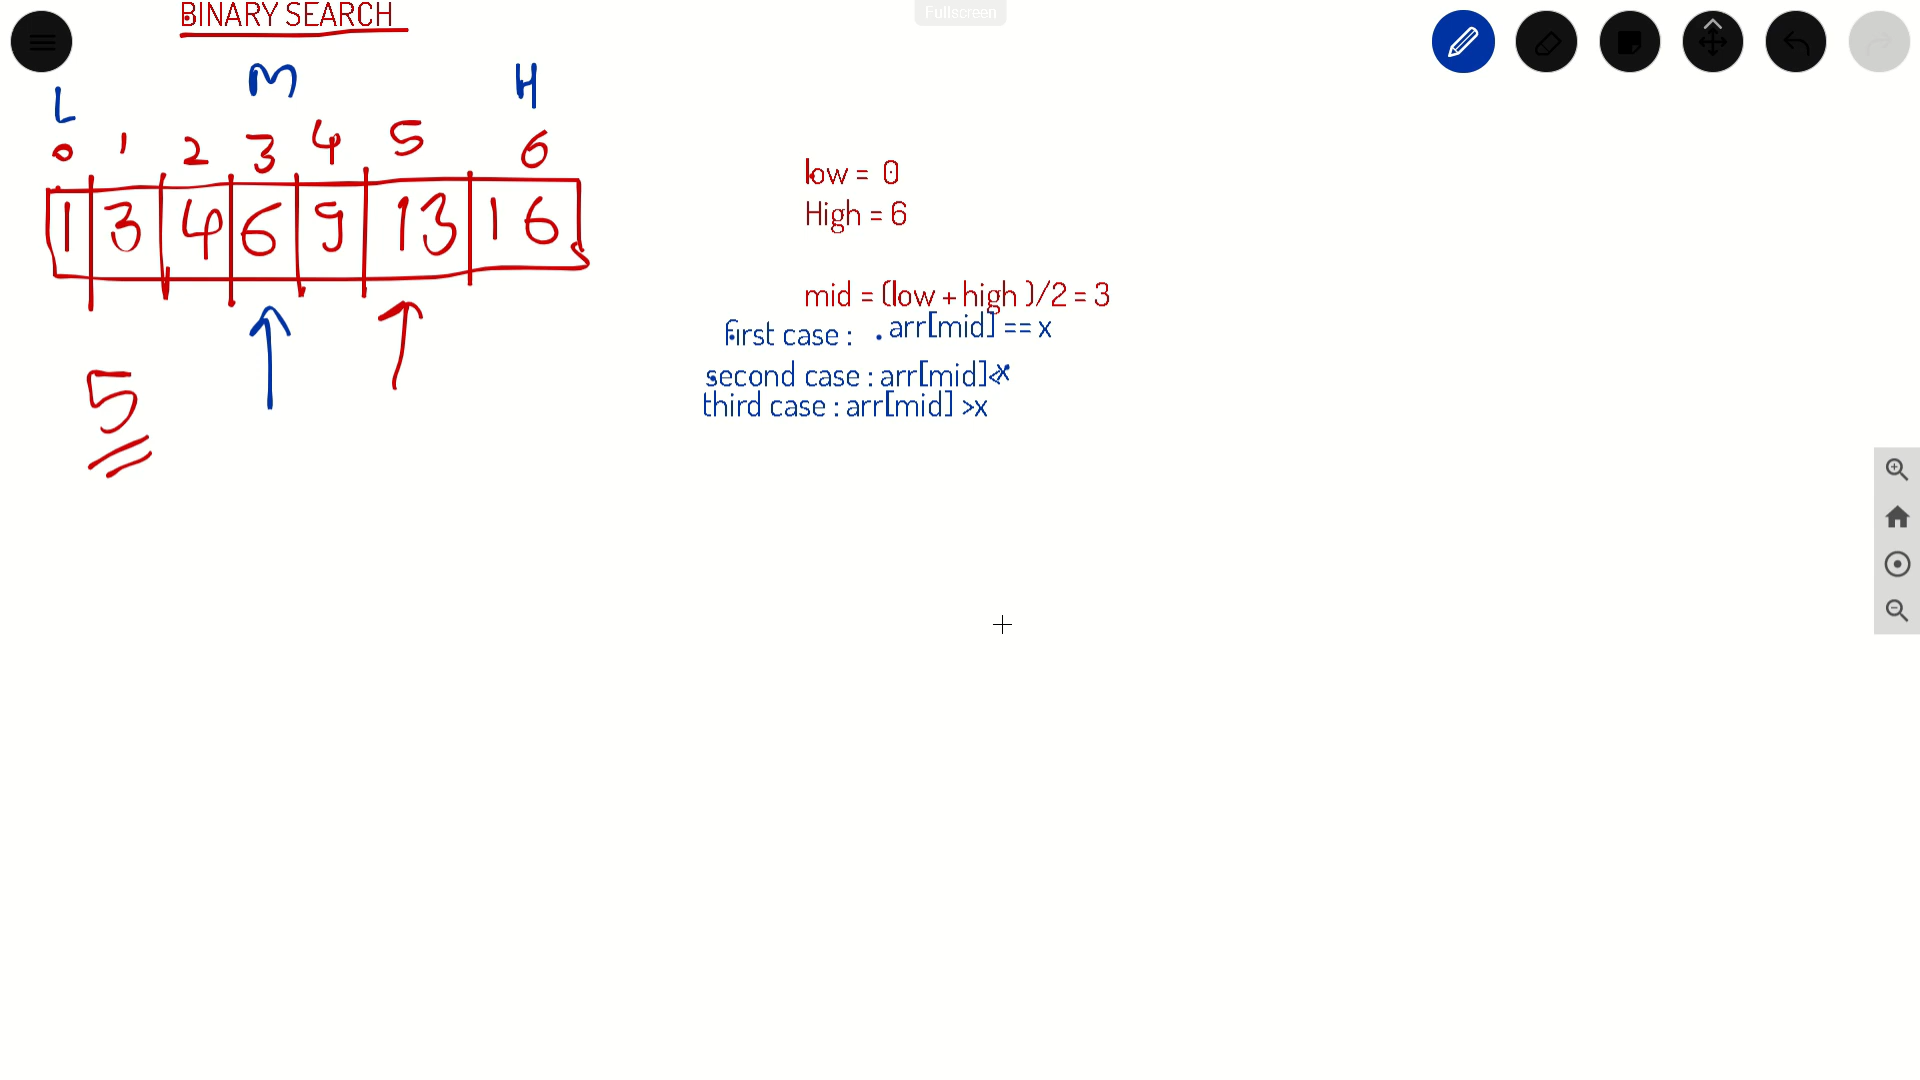 BINARY SEARCH
Fullscreen
L M H
0 1 2 3 4 5 6
1 3 4 6 9 13 16
5
low = 0
High = 6
mid = (low + high )/2 = 3
first case : . arr[mid] == x
second case : arr[mid]<x
third case : arr[mid] >x